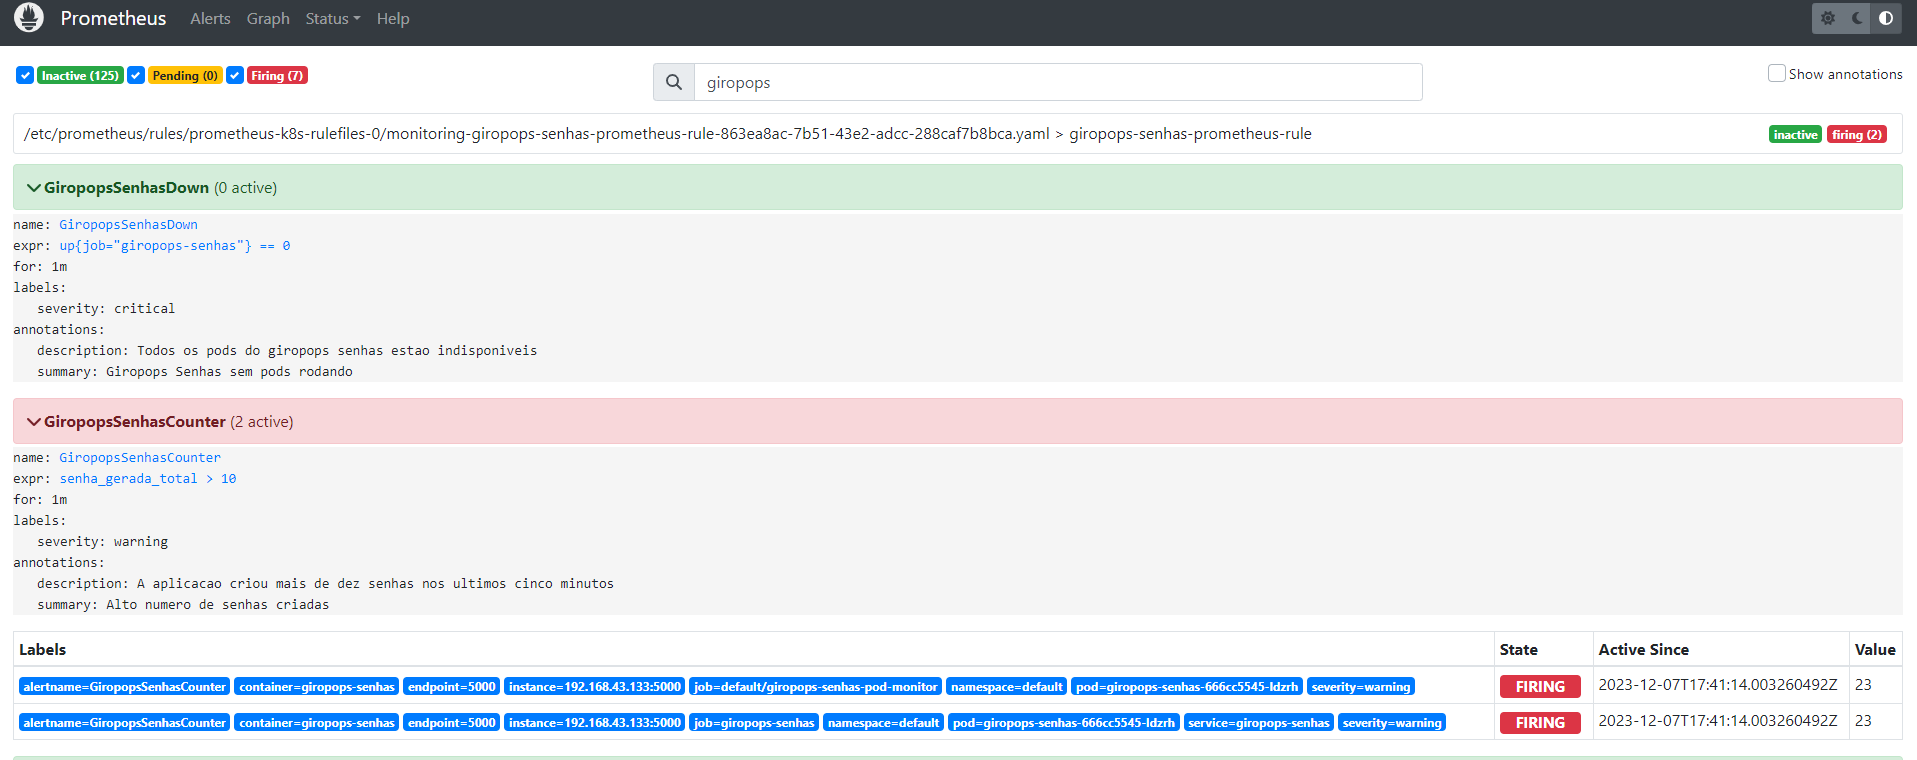 Prometheus Alerts Graph Status Help
Inactive (125) Pending (0) Firing (7) giropops Show annotations
/etc/prometheus/rules/prometheus-k8s-rulefiles-0/monitoring-giropops-senhas-prometheus-rule-863ea8ac-7b51-43e2-adcc-288caf7b8bca.yaml > giropops-senhas-prometheus-rule inactive firing (2)
GiropopsSenhasDown (0 active)
name: GiropopsSenhasDown
expr: up{job="giropops-senhas"} == 0
for: 1m
labels:
severity: critical
annotations:
description: Todos os pods do giropops senhas estao indisponiveis
summary: Giropops Senhas sem pods rodando
GiropopsSenhasCounter (2 active)
name: GiropopsSenhasCounter
expr: senha_gerada_total > 10
for: 1m
labels:
severity: warning
annotations:
description: A aplicacao criou mais de dez senhas nos ultimos cinco minutos
summary: Alto numero de senhas criadas
Labels State Active Since Value
alertname=GiropopsSenhasCounter container=giropops-senhas endpoint=5000 instance=192.168.43.133:5000 job=default/giropops-senhas-pod-monitor namespace=default pod=giropops-senhas-666cc5545-ldzrh severity=warning FIRING 2023-12-07T17:41:14.003260492Z 23
alertname=GiropopsSenhasCounter container=giropops-senhas endpoint=5000 instance=192.168.43.133:5000 job=giropops-senhas namespace=default pod=giropops-senhas-666cc5545-ldzrh service=giropops-senhas severity=warning FIRING 2023-12-07T17:41:14.003260492Z 23